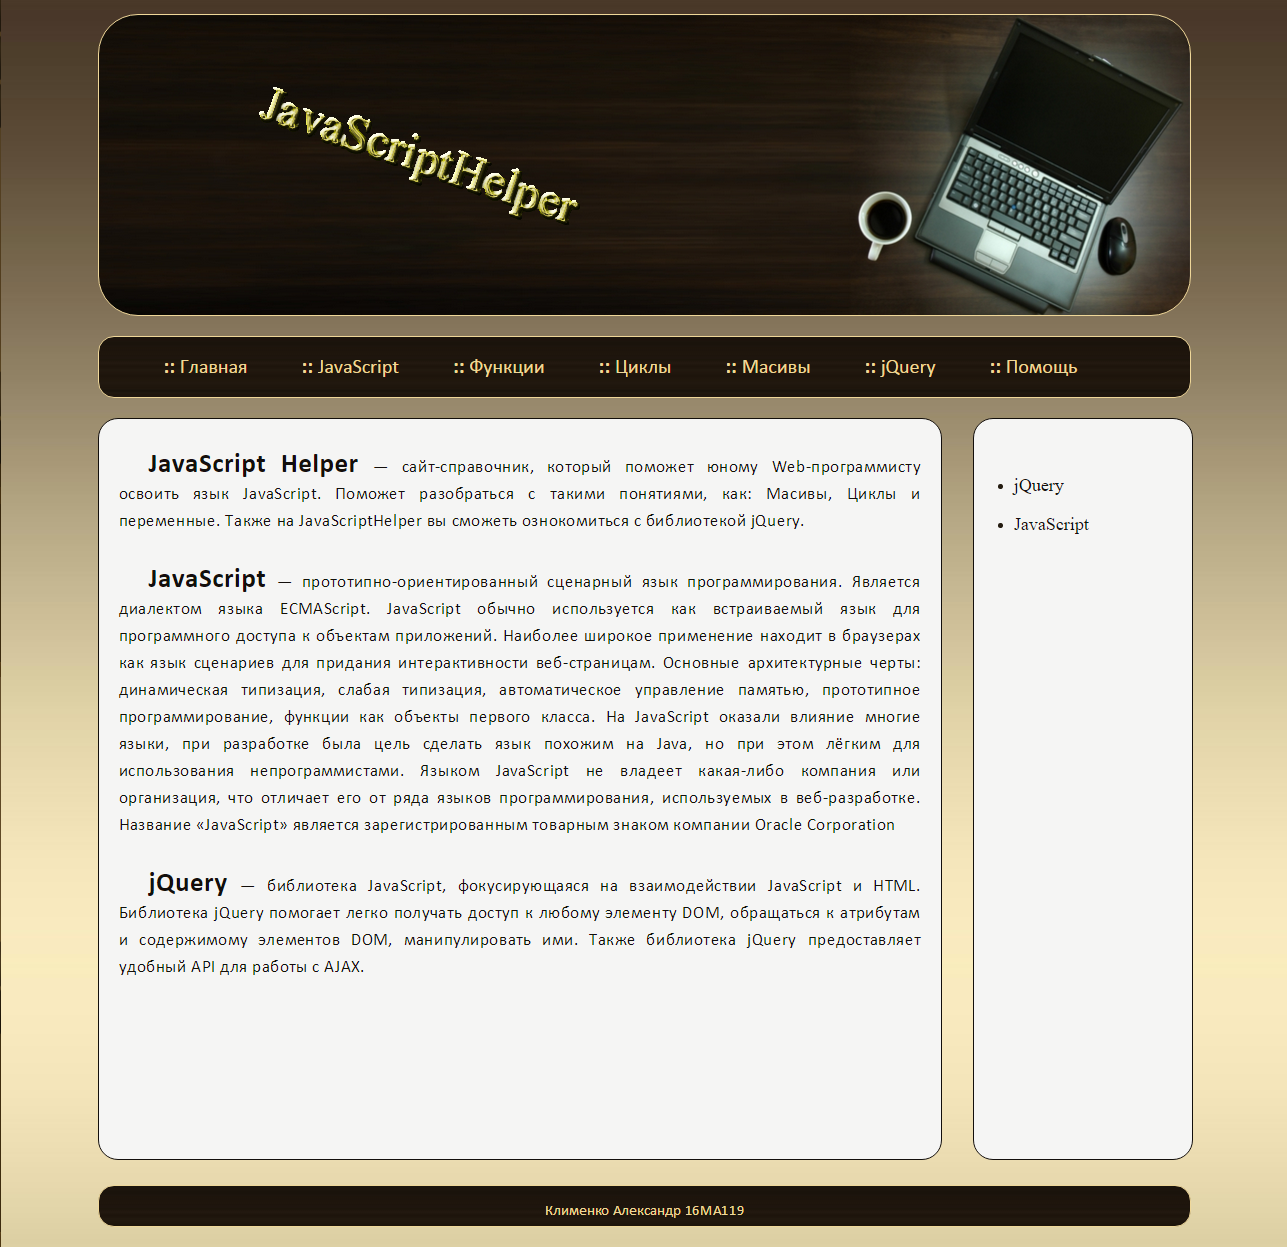 JavaScriptHelper
:: Главная :: JavaScript :: Функции :: Циклы :: Масивы :: jQuery :: Помощь
JavaScript Helper — сайт-справочник, который поможет юному Web-программисту
освоить язык JavaScript. Поможет разобраться с такими понятиями, как: Масивы, Циклы и
переменные. Также на JavaScriptHelper вы сможеть ознокомиться с библиотекой jQuery.
JavaScript — прототипно-ориентированный сценарный язык программирования. Является
диалектом языка ECMAScript. JavaScript обычно используется как встраиваемый язык для
программного доступа к объектам приложений. Наиболее широкое применение находит в браузерах
как язык сценариев для придания интерактивности веб-страницам. Основные архитектурные черты:
динамическая типизация, слабая типизация, автоматическое управление памятью, прототипное
программирование, функции как объекты первого класса. На JavaScript оказали влияние многие
языки, при разработке была цель сделать язык похожим на Java, но при этом лёгким для
использования непрограммистами. Языком JavaScript не владеет какая-либо компания или
организация, что отличает его от ряда языков программирования, используемых в веб-разработке.
Название «JavaScript» является зарегистрированным товарным знаком компании Oracle Corporation
jQuery — библиотека JavaScript, фокусирующаяся на взаимодействии JavaScript и HTML.
Библиотека jQuery помогает легко получать доступ к любому элементу DOM, обращаться к атрибутам
и содержимому элементов DOM, манипулировать ими. Также библиотека jQuery предоставляет
удобный API для работы с AJAX.
• jQuery
• JavaScript
Клименко Александр 16МА119